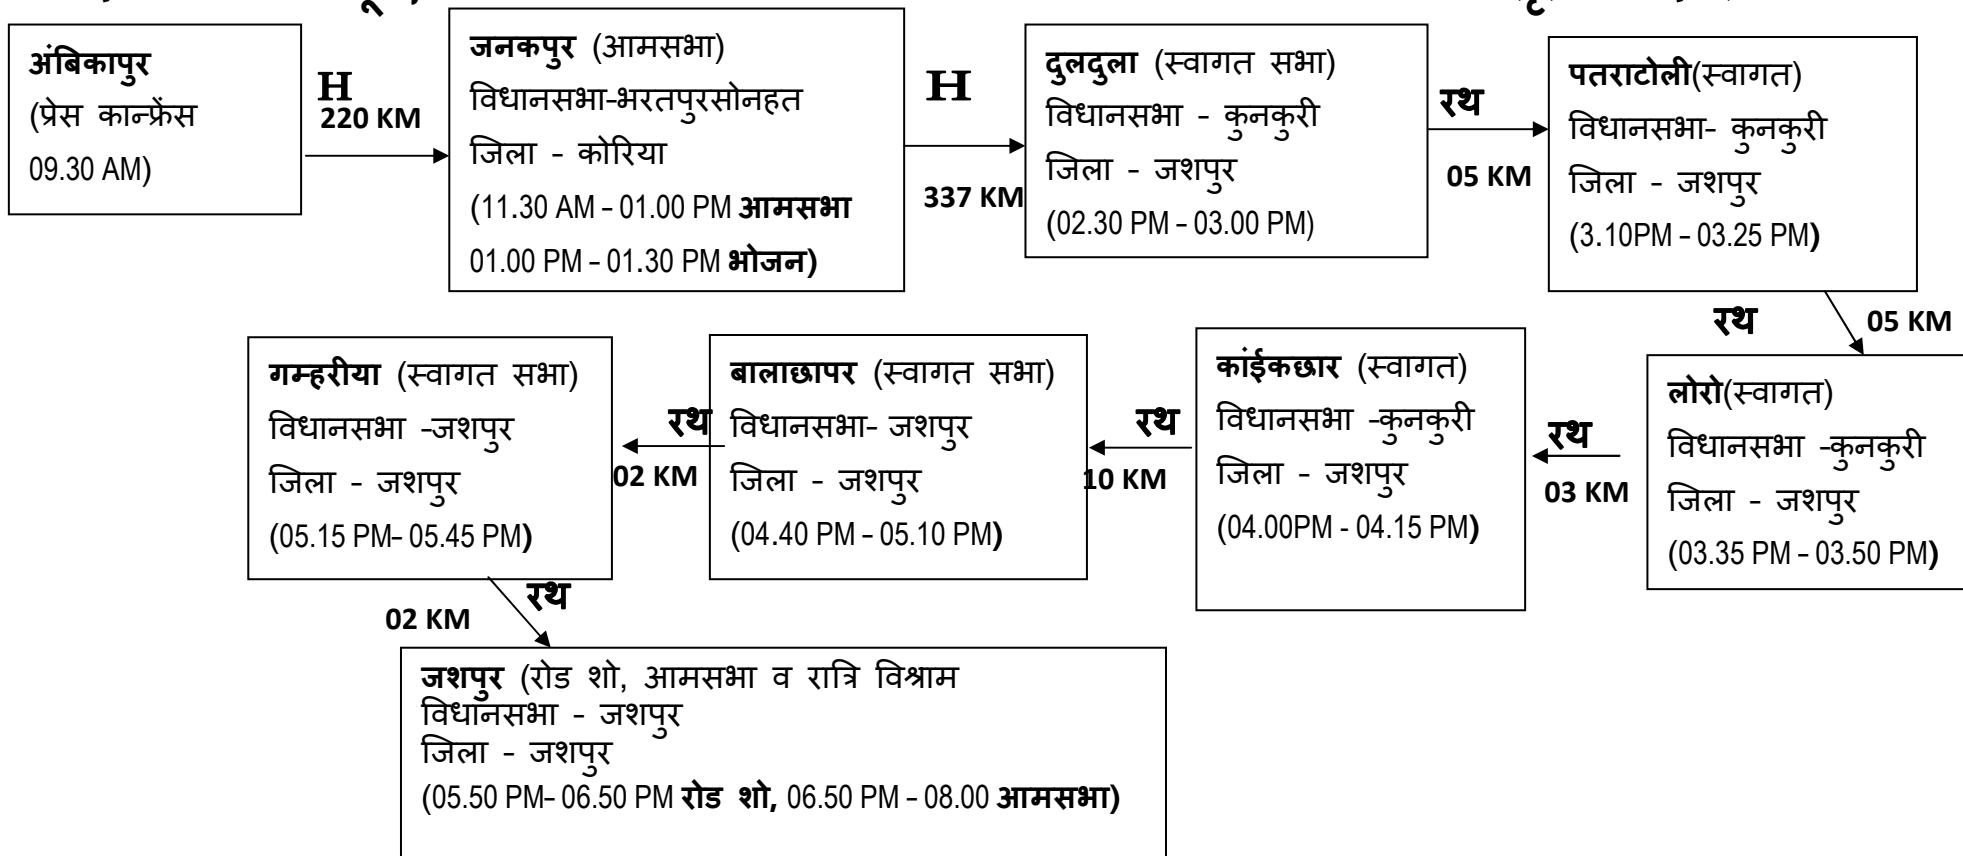 अंबिकापुर
(प्रेस कान्फ्रेंस
09.30 AM)
H
220 KM
जनकपुर (आमसभा)
विधानसभा-भरतपुरसोनहत
जिला - कोरिया
(11.30 AM – 01.00 PM आमसभा
01.00 PM – 01.30 PM भोजन)
H
337 KM
दुलदुला (स्वागत सभा)
विधानसभा - कुनकुरी
जिला - जशपुर
(02.30 PM – 03.00 PM)
रथ
05 KM
पतराटोली(स्वागत)
विधानसभा- कुनकुरी
जिला - जशपुर
(3.10PM – 03.25 PM)
रथ
05 KM
लोरो(स्वागत)
विधानसभा -कुनकुरी
जिला - जशपुर
(03.35 PM – 03.50 PM)
रथ
03 KM
कांईकछार (स्वागत)
विधानसभा -कुनकुरी
जिला - जशपुर
(04.00PM - 04.15 PM)
रथ
10 KM
बालाछापर (स्वागत सभा)
विधानसभा- जशपुर
जिला - जशपुर
(04.40 PM – 05.10 PM)
रथ
02 KM
गम्हरीया (स्वागत सभा)
विधानसभा -जशपुर
जिला - जशपुर
(05.15 PM– 05.45 PM)
रथ
02 KM
जशपुर (रोड शो, आमसभा व रात्रि विश्राम
विधानसभा - जशपुर
जिला - जशपुर
(05.50 PM– 06.50 PM रोड शो, 06.50 PM – 08.00 आमसभा)